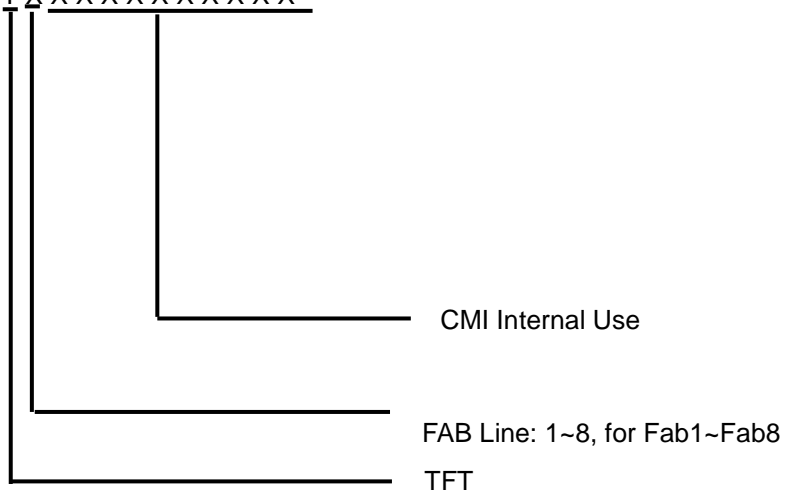 T X X X X X X X X X X X
CMI Internal Use
FAB Line: 1~8, for Fab1~Fab8
TFT